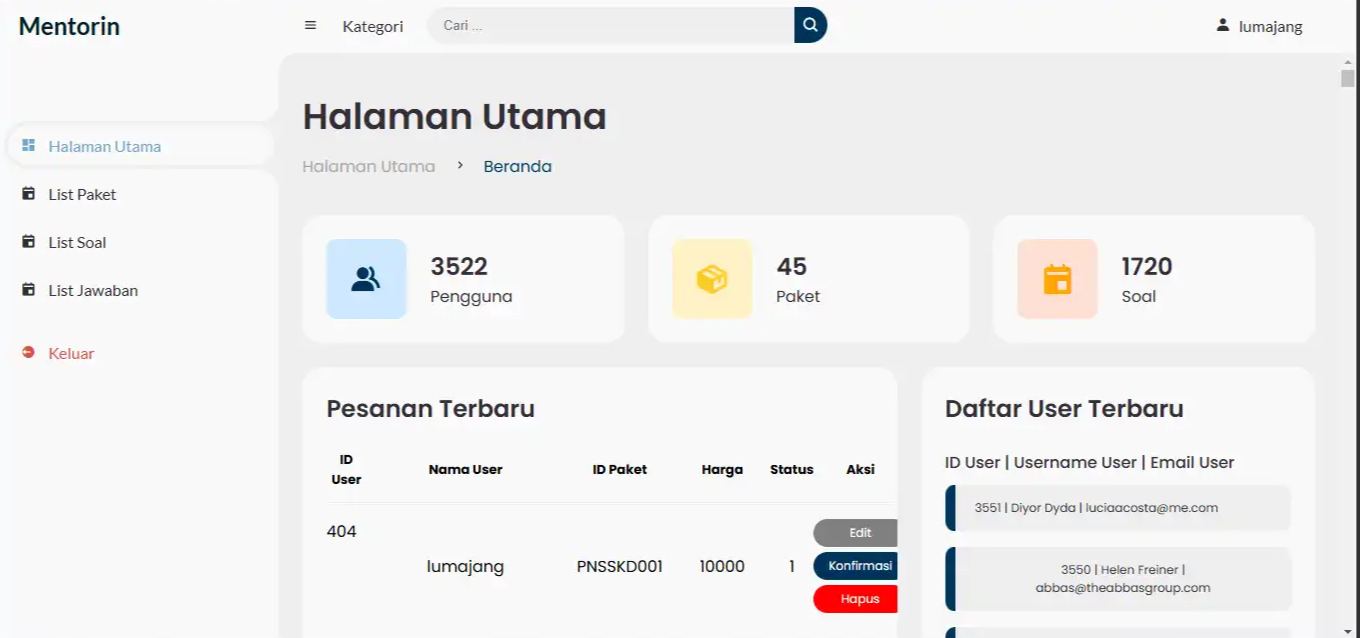 Mentorin
Kategori
Cari ...
lumajang
Halaman Utama
List Paket
List Soal
List Jawaban
Keluar
Halaman Utama
Halaman Utama > Beranda
3522
Pengguna
45
Paket
1720
Soal
Pesanan Terbaru
ID User Nama User ID Paket Harga Status Aksi
404
lumajang PNSSKD001 10000 1
Edit
Konfirmasi
Hapus
Daftar User Terbaru
ID User | Username User | Email User
3551 | Diyor Dyda | luciaacosta@me.com
3550 | Helen Freiner |
abbas@theabbasgroup.com